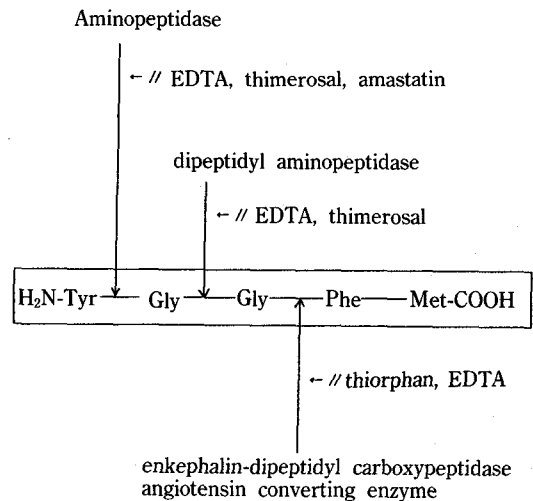 Aminopeptidase
←// EDTA, thimerosal, amastatin
dipeptidyl aminopeptidase
←// EDTA, thimerosal
H₂N-Tyr Gly Gly Phe Met-COOH
←// thiorphan, EDTA
enkephalin-dipeptidyl carboxypeptidase
angiotensin converting enzyme